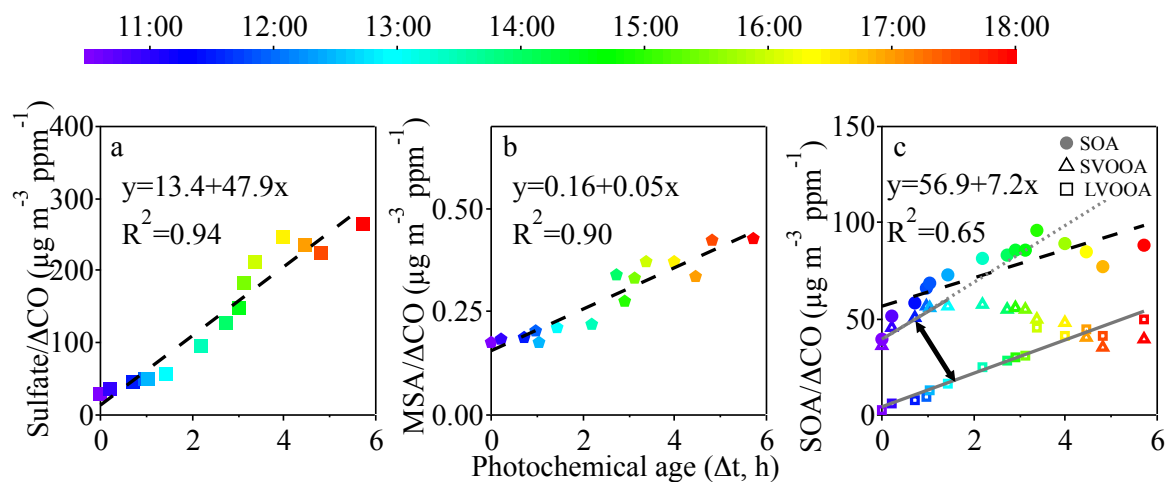 11:00 12:00 13:00 14:00 15:00 16:00 17:00 18:00
Sulfate/ΔCO (µg m⁻³ ppm⁻¹)
400
300
200
100
0
a
y=13.4+47.9x
R²=0.94
0 2 4 6
MSA/ΔCO (µg m⁻³ ppm⁻¹)
0.50
0.25
0.00
b
y=0.16+0.05x
R²=0.90
0 2 4 6
Photochemical age (Δt, h)
SOA/ΔCO (µg m⁻³ ppm⁻¹)
150
100
50
0
c
SOA
SVOOA
LVOOA
y=56.9+7.2x
R²=0.65
0 2 4 6